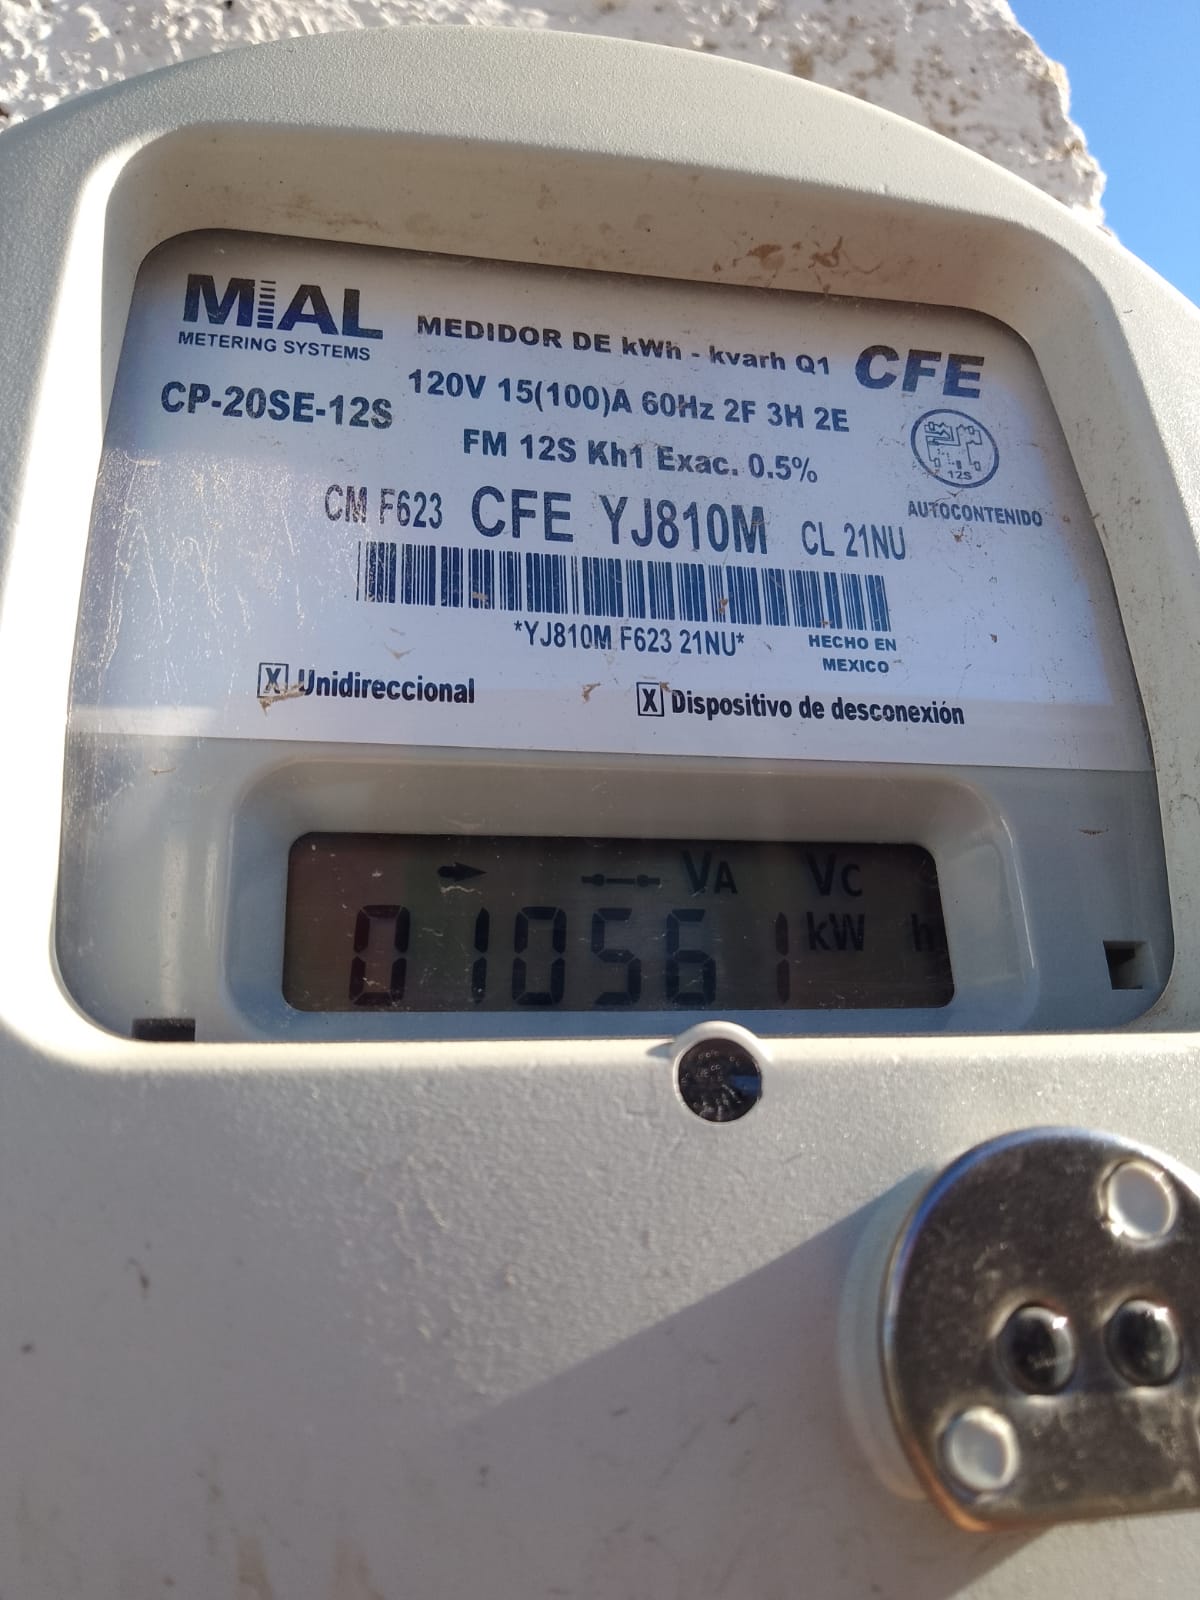 MIAL
METERING SYSTEMS
MEDIDOR DE kWh - kvarh Q1
CFE
CP-20SE-12S
120V 15(100)A 60Hz 2F 3H 2E
FM 12S Kh1 Exac. 0.5%
12S
AUTOCONTENIDO
CM F623 CFE YJ810M CL 21NU
*YJ810M F623 21NU*
HECHO EN
MEXICO
X Unidireccional
X Dispositivo de desconexión
VA VC
010561 kW h